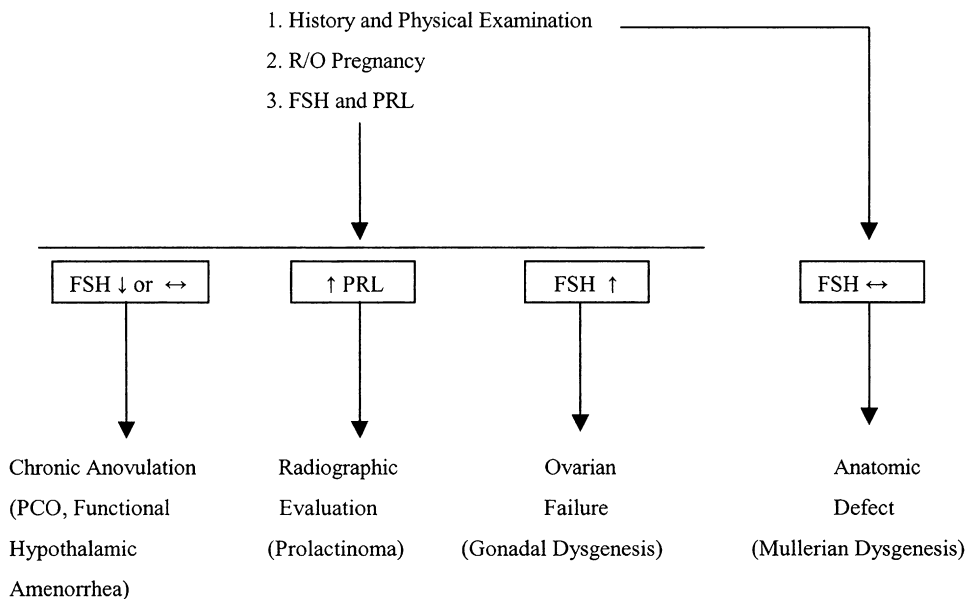 1. History and Physical Examination
2. R/O Pregnancy
3. FSH and PRL
FSH ↓ or ↔
↑ PRL
FSH ↑
FSH ↔
Chronic Anovulation
(PCO, Functional
Hypothalamic
Amenorrhea)
Radiographic
Evaluation
(Prolactinoma)
Ovarian
Failure
(Gonadal Dysgenesis)
Anatomic
Defect
(Mullerian Dysgenesis)